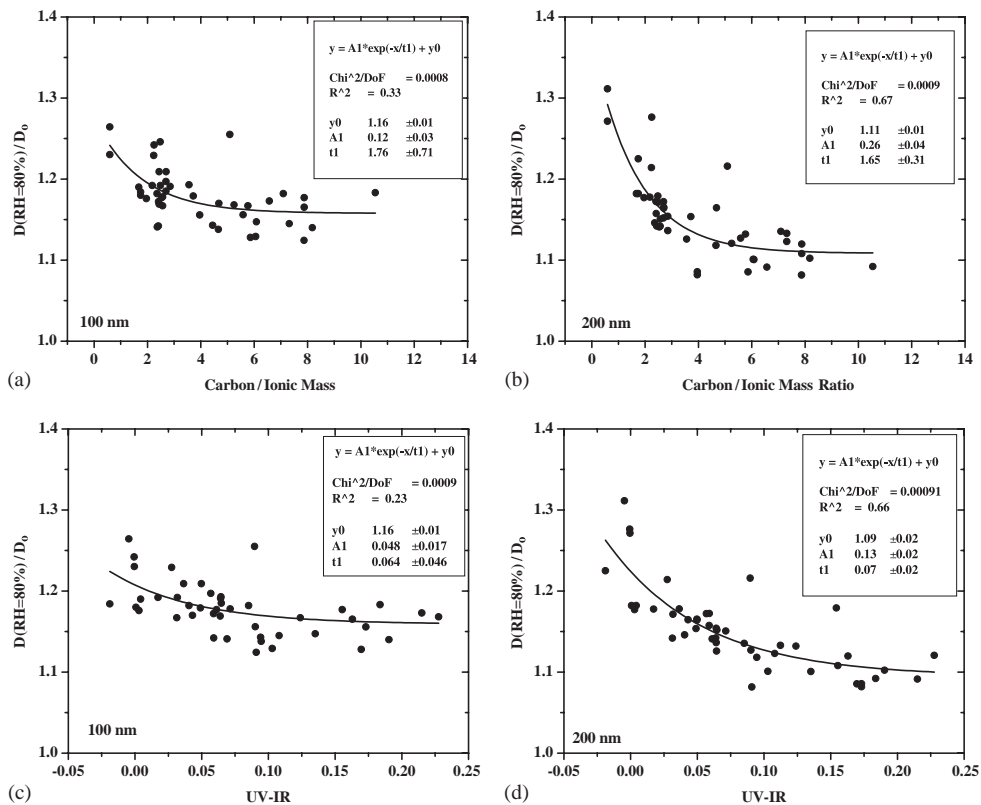 1.4
1.3
1.2
1.1
1.0
D(RH=80%) / Do
y = A1*exp(-x/t1) + y0
Chi^2/DoF = 0.0008
R^2 = 0.33
y0 1.16 ±0.01
A1 0.12 ±0.03
t1 1.76 ±0.71
100 nm
0 2 4 6 8 10 12 14
(a)
Carbon / Ionic Mass
1.4
1.3
1.2
1.1
1.0
D(RH=80%) / Do
y = A1*exp(-x/t1) + y0
Chi^2/DoF = 0.0009
R^2 = 0.67
y0 1.11 ±0.01
A1 0.26 ±0.04
t1 1.65 ±0.31
200 nm
0 2 4 6 8 10 12 14
(b)
Carbon / Ionic Mass Ratio
1.4
1.3
1.2
1.1
1.0
D(RH=80%) / Do
y = A1*exp(-x/t1) + y0
Chi^2/DoF = 0.0009
R^2 = 0.23
y0 1.16 ±0.01
A1 0.048 ±0.017
t1 0.064 ±0.046
100 nm
-0.05 0.00 0.05 0.10 0.15 0.20 0.25
(c)
UV-IR
1.4
1.3
1.2
1.1
1.0
D(RH=80%) / Do
y = A1*exp(-x/t1) + y0
Chi^2/DoF = 0.00091
R^2 = 0.66
y0 1.09 ±0.02
A1 0.13 ±0.02
t1 0.07 ±0.02
200 nm
-0.05 0.00 0.05 0.10 0.15 0.20 0.25
(d)
UV-IR